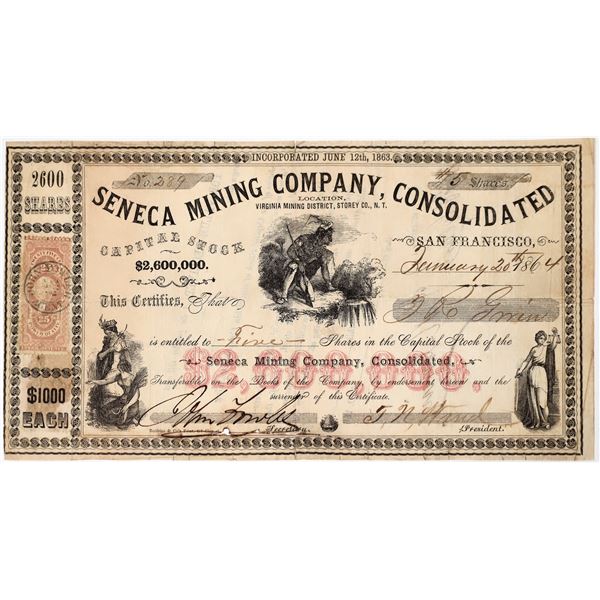 INCORPORATED JUNE 12th, 1863.
2600
SHARES
No. 289
5 Shares
SENECA MINING COMPANY, CONSOLIDATED
LOCATION,
VIRGINIA MINING DISTRICT, STOREY CO., N. T.
CAPITAL STOCK
$2,600,000.
SAN FRANCISCO,
January 20th 1864
This Certifies, That
is entitled to Five Shares in the Capital Stock of the
Seneca Mining Company, Consolidated.
Transferable on the Books of the Company, by endorsement hereon and the
surrender of this Certificate.
$1000
EACH
Secretary.
President.